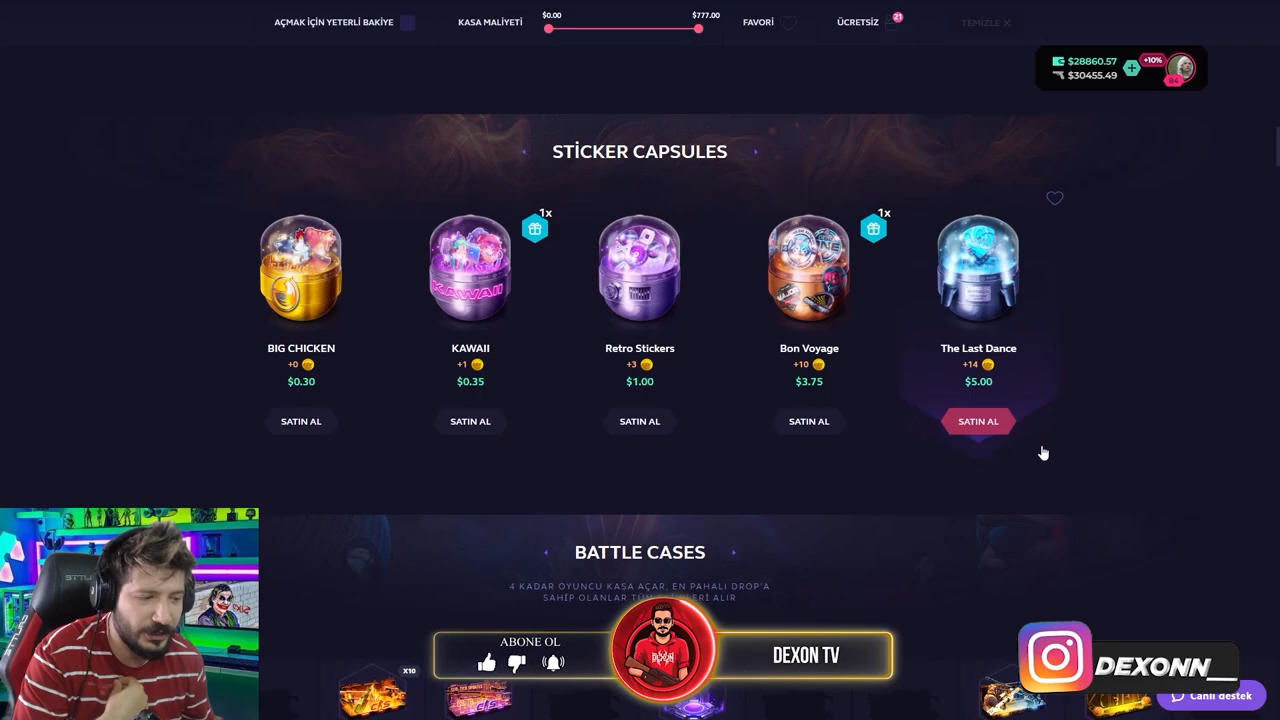 AÇMAK İÇİN YETERLİ BAKİYE
KASA MALİYETİ
$0.00
$777.00
FAVORİ
ÜCRETSİZ
21
TEMİZLE ✕
$28860.57
$30455.49
+10%
STİCKER CAPSULES
1x
1x
KAWAII
BIG CHICKEN
KAWAII
Retro Stickers
Bon Voyage
The Last Dance
+0
+1
+3
+10
+14
$0.30
$0.35
$1.00
$3.75
$5.00
SATIN AL
SATIN AL
SATIN AL
SATIN AL
SATIN AL
BATTLE CASES
4 KADAR OYUNCU KASA AÇAR, EN PAHALI DROP'A
SAHİP OLANLAR
ALIR
ABONE OL
DEXON TV
X10
DEXONN__
Canlı destek